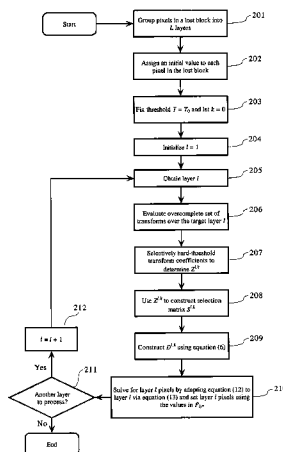 Start
Group pixels in a lost block into
L layers
201
Assign an initial value to each
pixel in the lost block
202
Fix threshold T = T₀ and let k = 0
203
Initialise l = 1
204
Obtain layer l
205
Evaluate overcomplete set of
transforms over the target layer l
206
Selectively hard-threshold
transform coefficients to
determine
207
Use to construct selection
matrix
208
Construct using equation (6)
209
Solve for layer l pixels by adapting equation (12) to
layer l via equation (13) and set layer l pixels using
the values in
210
l = l + 1
212
Yes
Another
layer
to process?
211
No
End